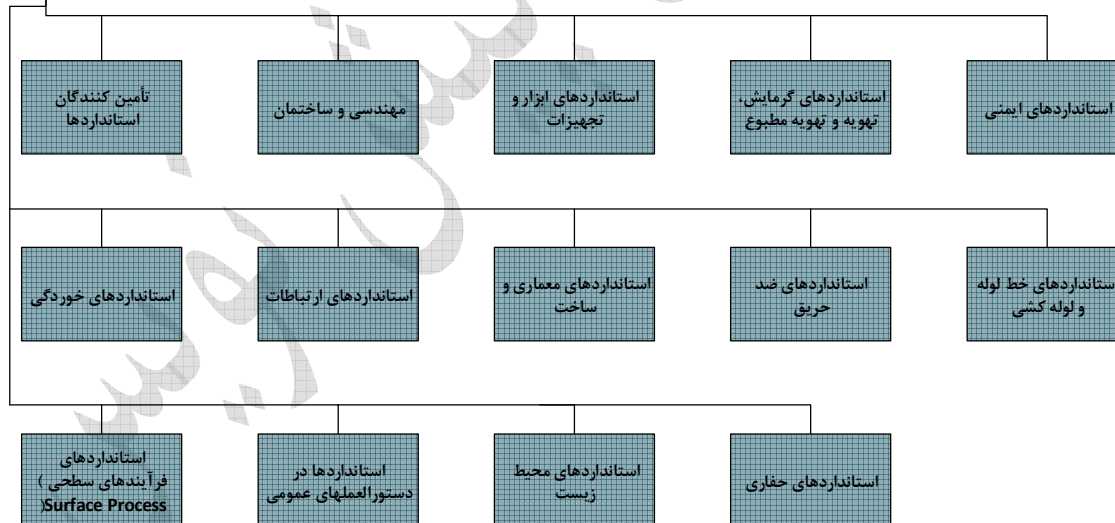 استانداردهای ایمنی
استانداردهای گرمایش،
تهویه و تهویه مطبوع
استانداردهای ابزار و
تجهیزات
مهندسی و ساختمان
تأمین کنندگان
استانداردها
ستانداردهای خط لوله
و لوله کشی
استانداردهای ضد
حریق
استانداردهای معماری و
ساخت
استانداردهای ارتباطات
استانداردهای خوردگی
استانداردهای حفاری
استانداردهای محیط
زیست
استانداردها در
دستورالعملهای عمومی
استانداردهای
فرآیندهای سطحی (
Surface Process)